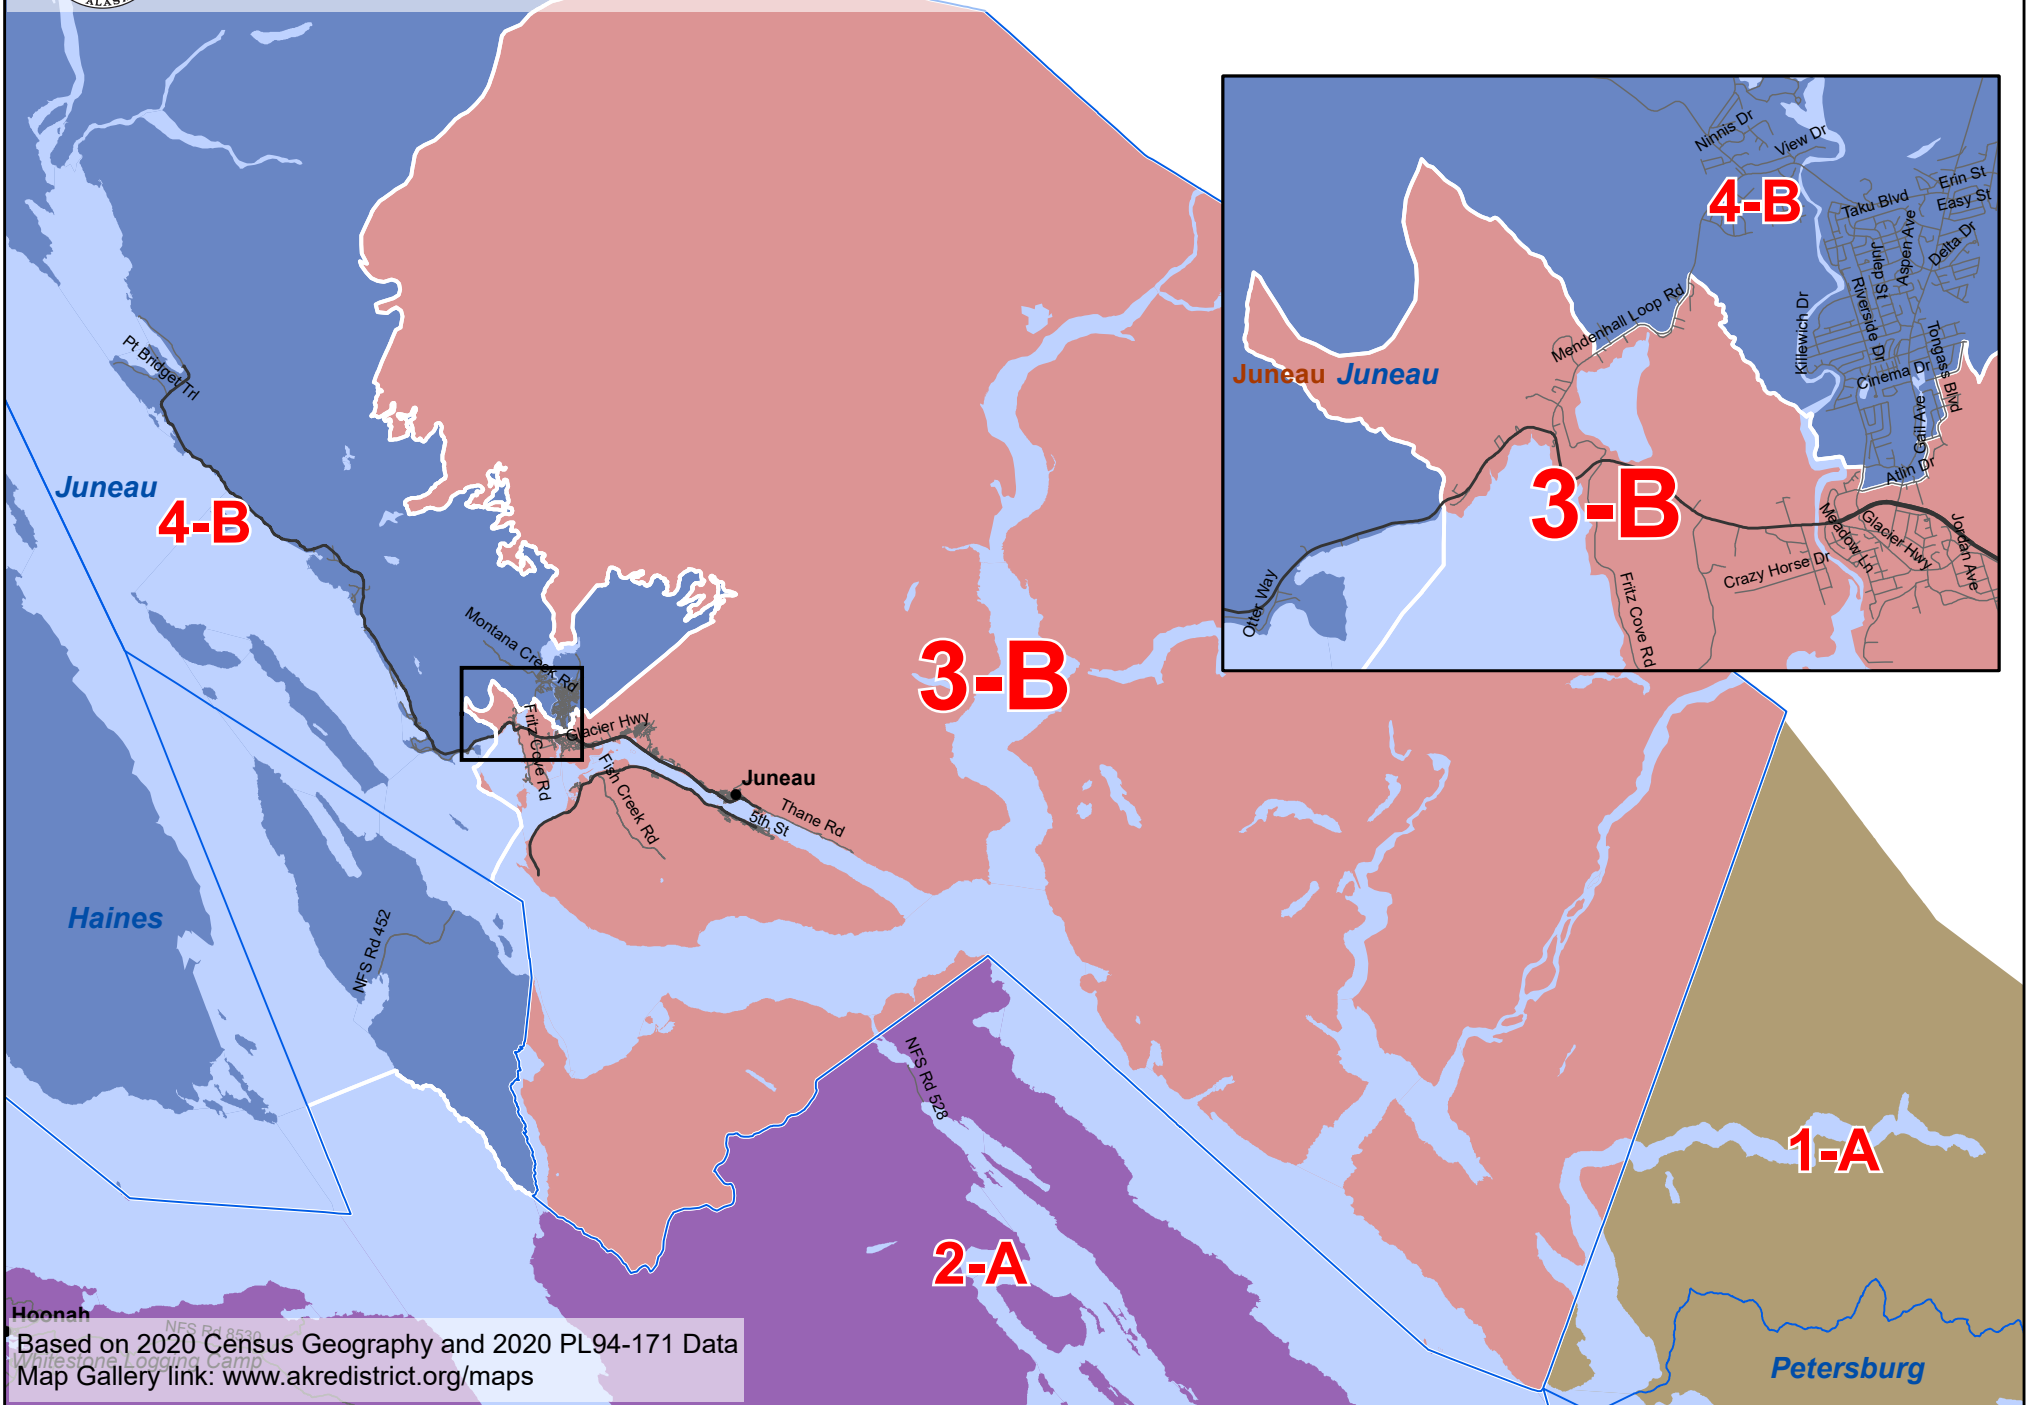 ALAS
Ninnis Dr
View Dr
4-B
Erin St
Taku Blvd
Easy St
Aspen Ave
Delta Dr
Julep St
Riverside Dr
Killewich Dr
Mendenhall Loop Rd
Tongass Blvd
Juneau Juneau
Cinema Dr
Gail Ave
Atlin Dr
3-B
Meadow Ln
Glacier Hwy
Jordan Ave
Crazy Horse Dr
Otter Way
Fritz Cove Rd
Pt Bridget Trl
Juneau
4-B
Montana Creek Rd
3-B
Fritz Cove Rd
Glacier Hwy
Fish Creek Rd
Juneau
Thane Rd
5th St
Haines
NFS Rd 452
NFS Rd 528
1-A
2-A
Hoonah
NFS Rd 8530
Whitestone Logging Camp
Based on 2020 Census Geography and 2020 PL94-171 Data
Map Gallery link: www.akredistrict.org/maps
Petersburg